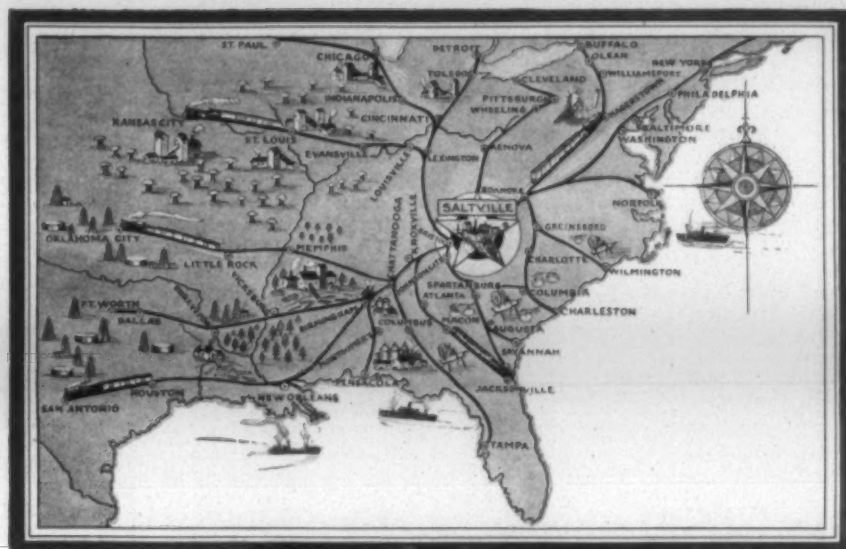 ST. PAUL
CHICAGO
DETROIT
BUFFALO
OLEAN
NEW YORK
TOLEDO
CLEVELAND
WILLIAMSPORT
INDIANAPOLIS
PITTSBURGH
HAGERSTOWN
PHILADELPHIA
KANSAS CITY
CINCINNATI
WHEELING
BALTIMORE
WASHINGTON
ST. LOUIS
EVANSVILLE
LOUISVILLE
LEXINGTON
KENOVA
ROANOKE
SALTVILLE
NORFOLK
OKLAHOMA CITY
MEMPHIS
CHATTANOOGA
KNOXVILLE
BRISTOL
GREENSBORO
LITTLE ROCK
CHARLOTTE
WILMINGTON
VICKSBURG
SPARTANBURG
ATLANTA
COLUMBIA
FT. WORTH
DALLAS
BIRMINGHAM
COLUMBUS
MACON
CHARLESTON
AUGUSTA
SAVANNAH
PENSACOLA
JACKSONVILLE
SAN ANTONIO
HOUSTON
NEW ORLEANS
TAMPA